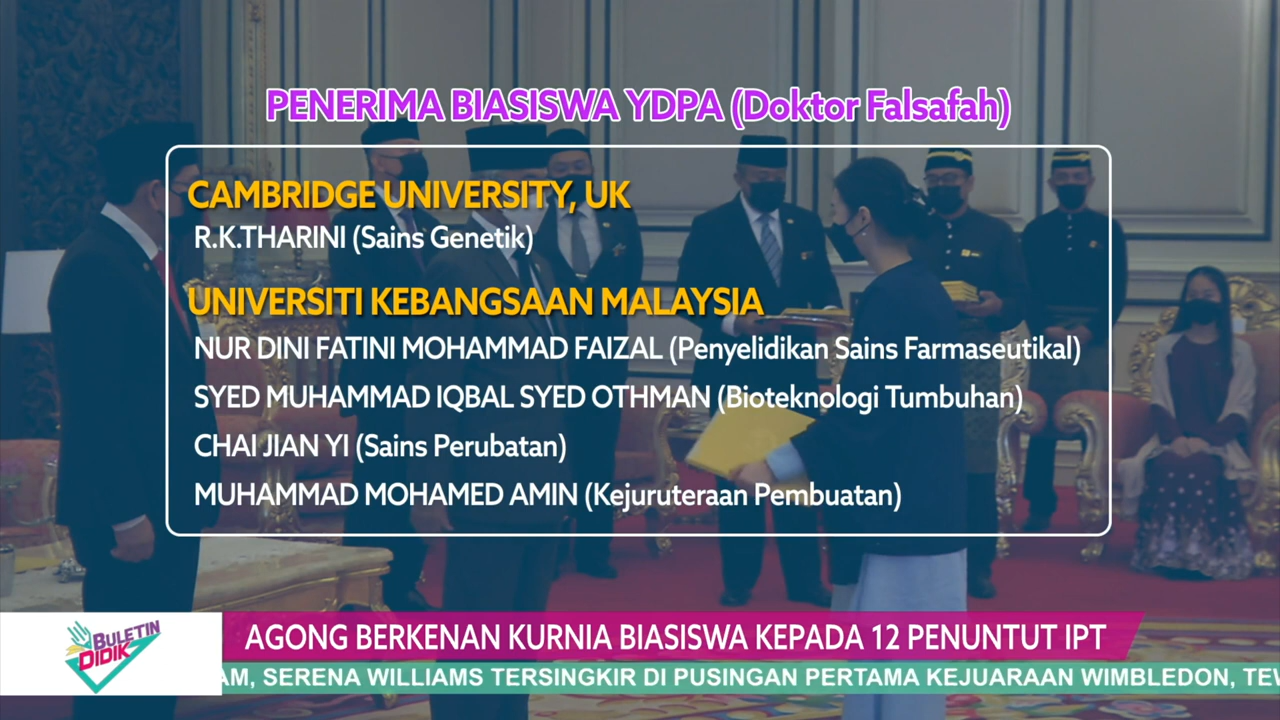 PENERIMA BIASISWA YDPA (Doktor Falsafah)
CAMBRIDGE UNIVERSITY, UK
R.K.THARINI (Sains Genetik)
UNIVERSITI KEBANGSAAN MALAYSIA
NUR DINI FATINI MOHAMMAD FAIZAL (Penyelidikan Sains Farmaseutikal)
SYED MUHAMMAD IQBAL SYED OTHMAN (Bioteknologi Tumbuhan)
CHAI JIAN YI (Sains Perubatan)
MUHAMMAD MOHAMED AMIN (Kejuruteraan Pembuatan)
BULETIN
DIDIK
AGONG BERKENAN KURNIA BIASISWA KEPADA 12 PENUNTUT IPT
SERENA WILLIAMS TERSINGKIR DI PUSINGAN PERTAMA KEJUARAAN WIMBLEDON,